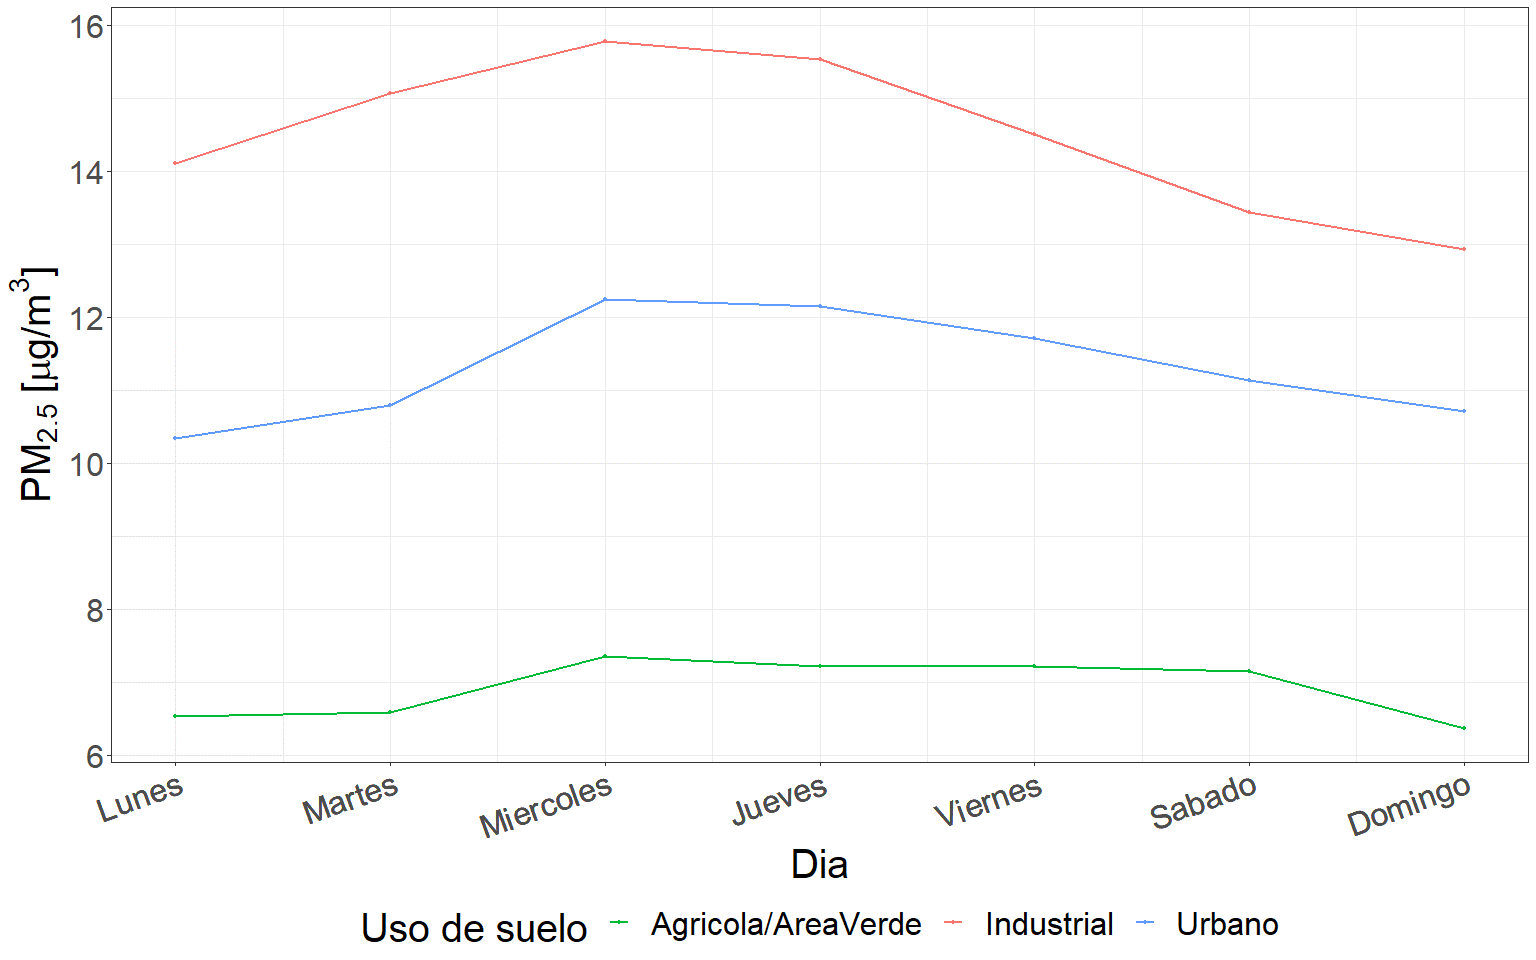 16
14
12
10
8
6
PM2.5 [µg/m3]
Lunes Martes Miercoles Jueves Viernes Sabado Domingo
Dia
Uso de suelo Agricola/AreaVerde Industrial Urbano